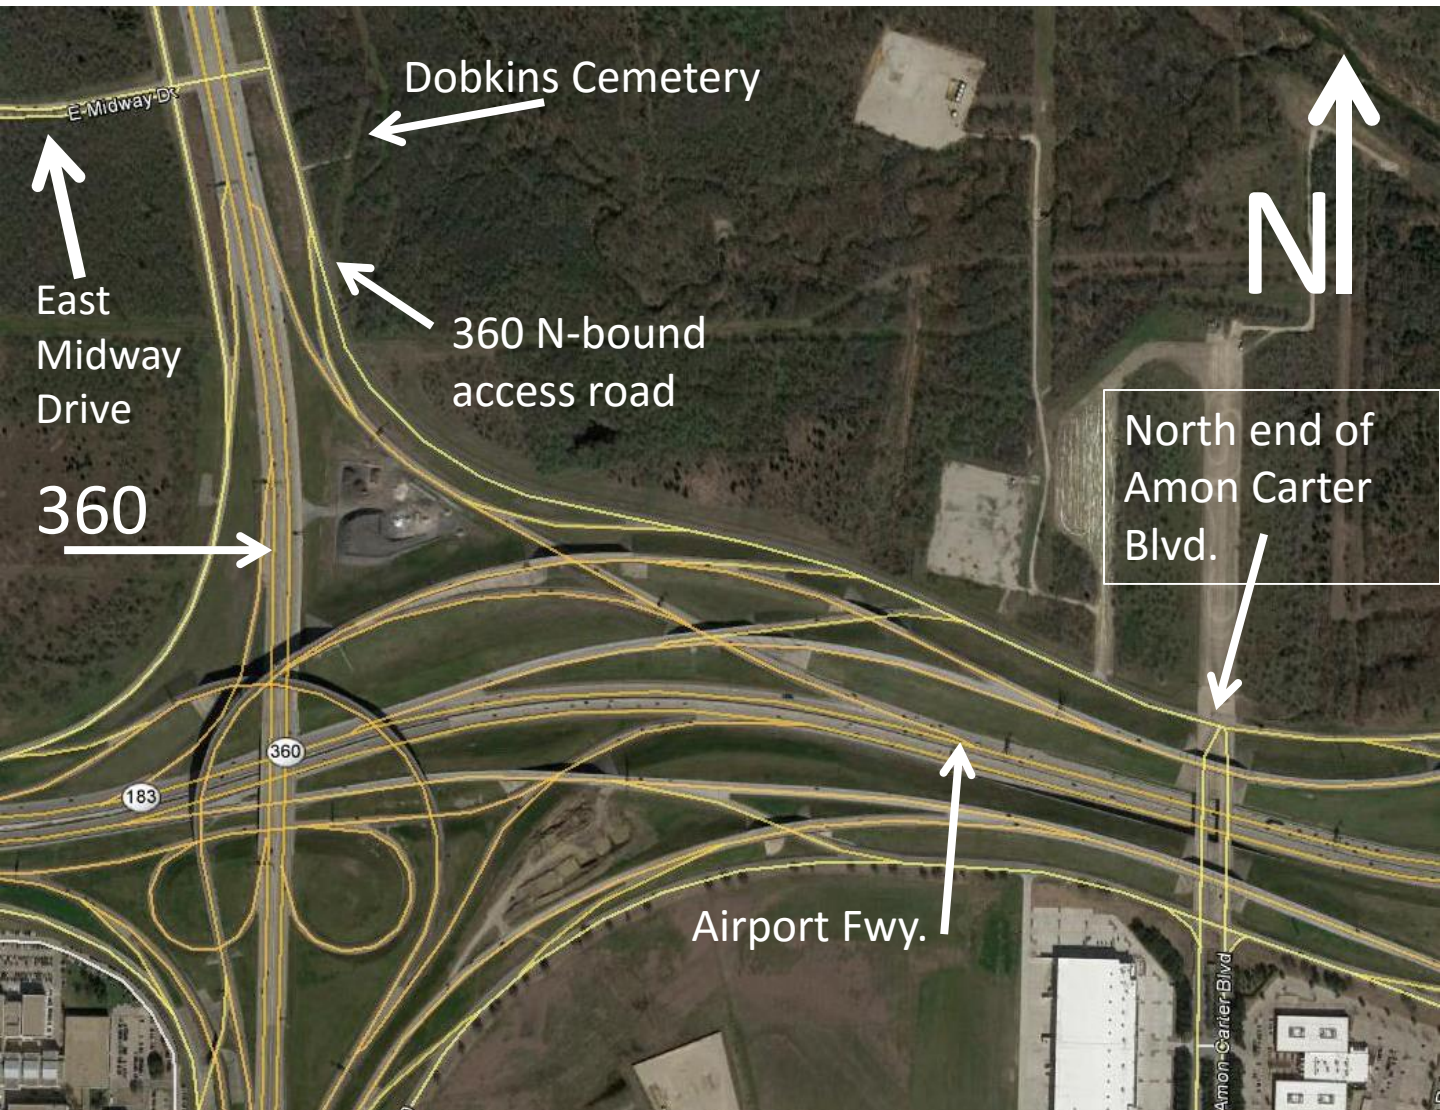 E Midway Dr
Dobkins Cemetery
N
East
Midway
Drive
360 N-bound
access road
North end of
Amon Carter
Blvd.
360
360
183
Airport Fwy.
Amon Carter Blvd